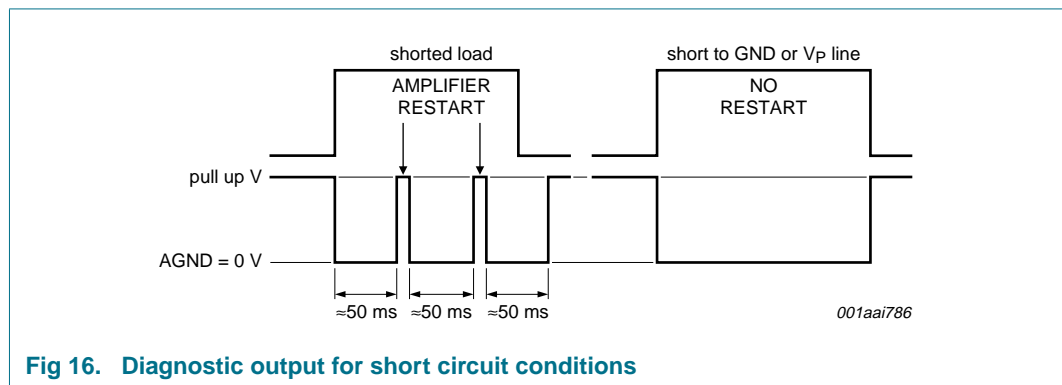 shorted load
short to GND or VP line
AMPLIFIER
RESTART
NO
RESTART
pull up V
AGND = 0 V
≈50 ms ≈50 ms ≈50 ms
001aai786
Fig 16. Diagnostic output for short circuit conditions